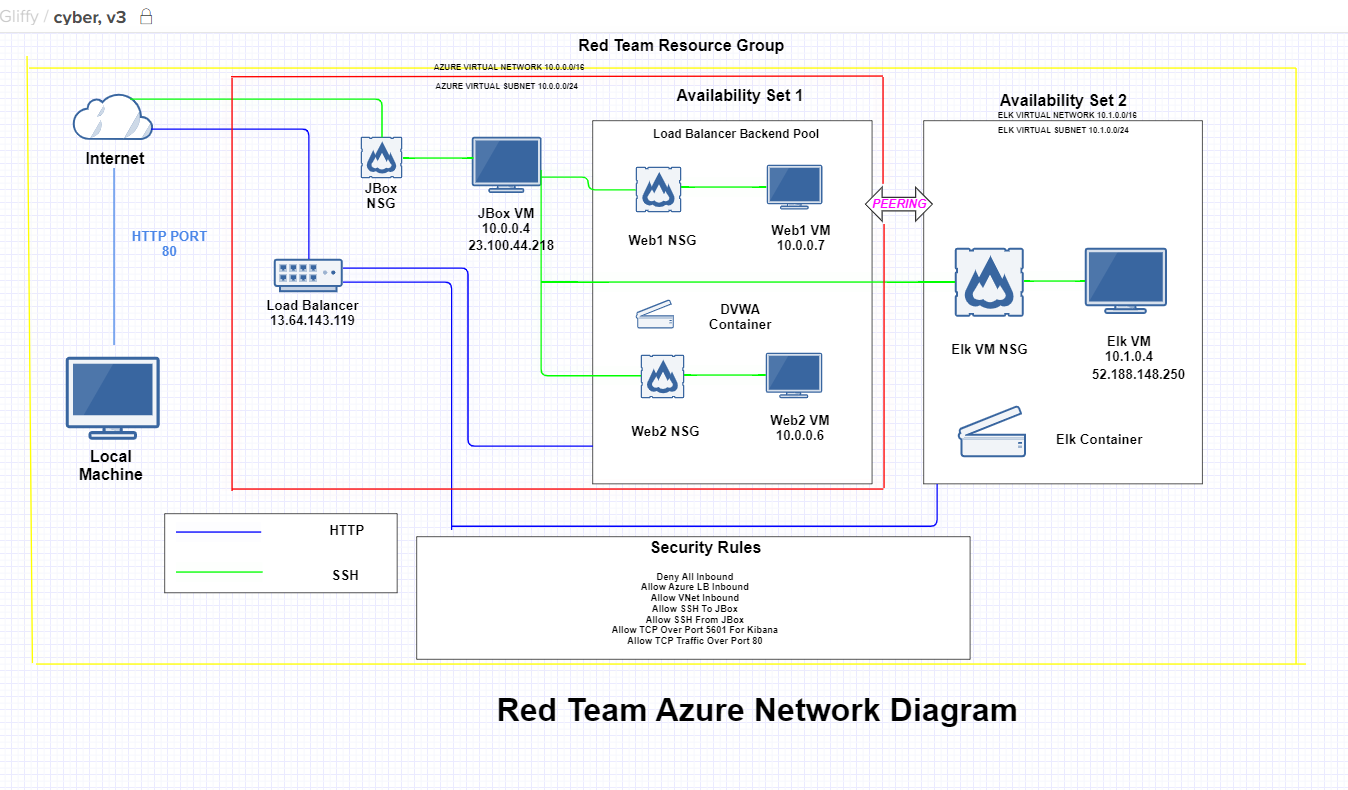 Gliffy / cyber, v3
Red Team Resource Group
AZURE VIRTUAL NETWORK 10.0.0.0/16
AZURE VIRTUAL SUBNET 10.0.0.0/24
Availability Set 1
Availability Set 2
ELK VIRTUAL NETWORK 10.1.0.0/16
ELK VIRTUAL SUBNET 10.1.0.0/24
Load Balancer Backend Pool
Internet
JBox
NSG
JBox VM
10.0.0.4
23.100.44.218
Web1 NSG
Web1 VM
10.0.0.7
PEERING
HTTP PORT
80
Load Balancer
13.64.143.119
DVWA
Container
Elk VM NSG
Elk VM
10.1.0.4
52.188.148.250
Web2 NSG
Web2 VM
10.0.0.6
Elk Container
Local
Machine
HTTP
SSH
Security Rules
Deny All Inbound
Allow Azure LB Inbound
Allow VNet Inbound
Allow SSH To JBox
Allow SSH From JBox
Allow TCP Over Port 5601 For Kibana
Allow TCP Traffic Over Port 80
Red Team Azure Network Diagram